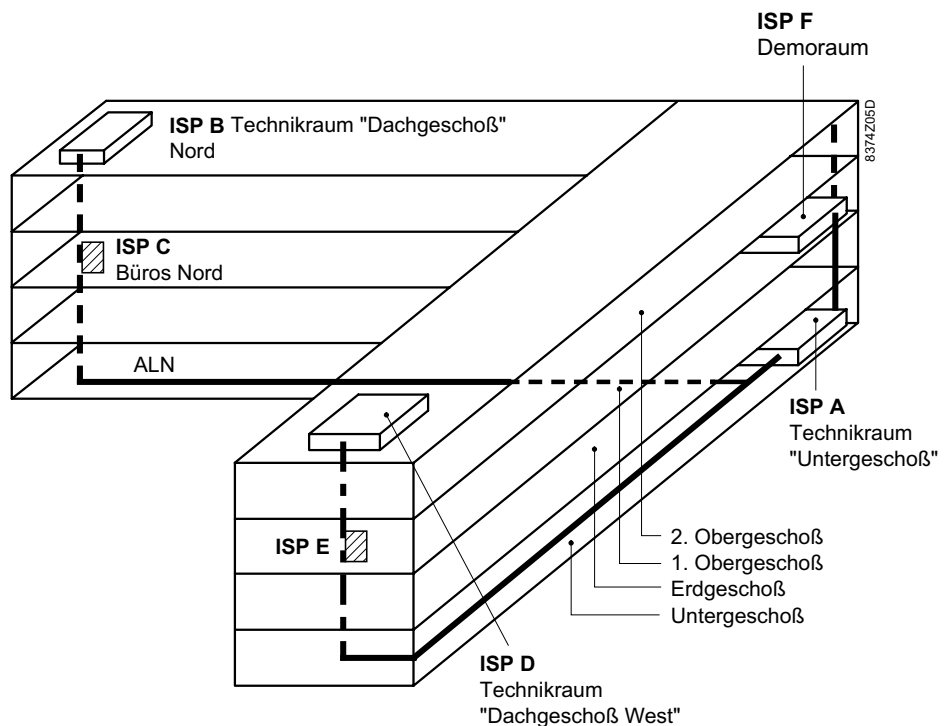 ISP F
Demoraum
8374Z05D
ISP B Technikraum "Dachgeschoß"
Nord
ISP C
Büros Nord
ALN
ISP A
Technikraum
"Untergeschoß"
ISP E
2. Obergeschoß
1. Obergeschoß
Erdgeschoß
Untergeschoß
ISP D
Technikraum
"Dachgeschoß West"